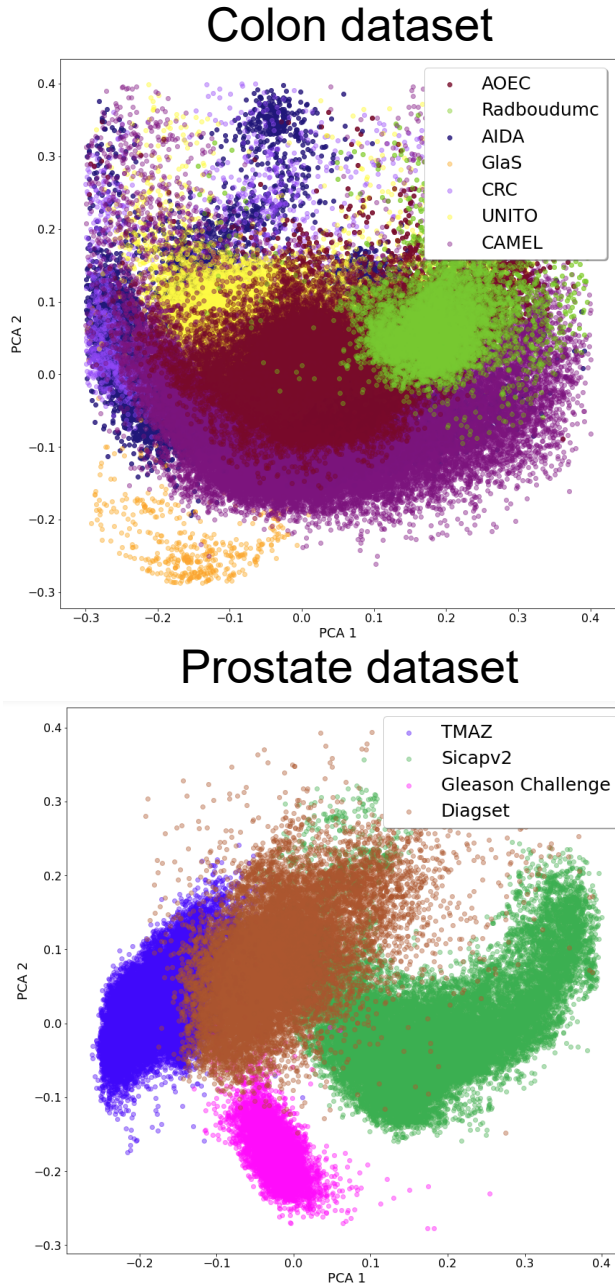 Colon dataset
0.4
0.3
0.2
0.1
0.0
−0.1
−0.2
−0.3
PCA 2
AOEC
Radboudumc
AIDA
GlaS
CRC
UNITO
CAMEL
−0.3 −0.2 −0.1 0.0 0.1 0.2 0.3 0.4
PCA 1
Prostate dataset
0.4
0.3
0.2
0.1
0.0
−0.1
−0.2
−0.3
PCA 2
TMAZ
Sicapv2
Gleason Challenge
Diagset
−0.2 −0.1 0.0 0.1 0.2 0.3 0.4
PCA 1